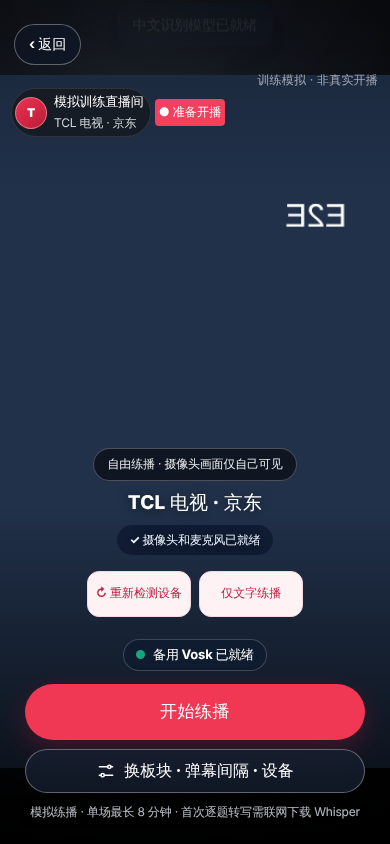 中文识别模型已就绪
‹ 返回
训练模拟 · 非真实开播
T
模拟训练直播间
TCL 电视 · 京东
准备开播
E2E
自由练播 · 摄像头画面仅自己可见
TCL 电视 · 京东
✓ 摄像头和麦克风已就绪
↻ 重新检测设备
仅文字练播
备用 Vosk 已就绪
开始练播
换板块 · 弹幕间隔 · 设备
模拟练播 · 单场最长 8 分钟 · 首次逐题转写需联网下载 Whisper